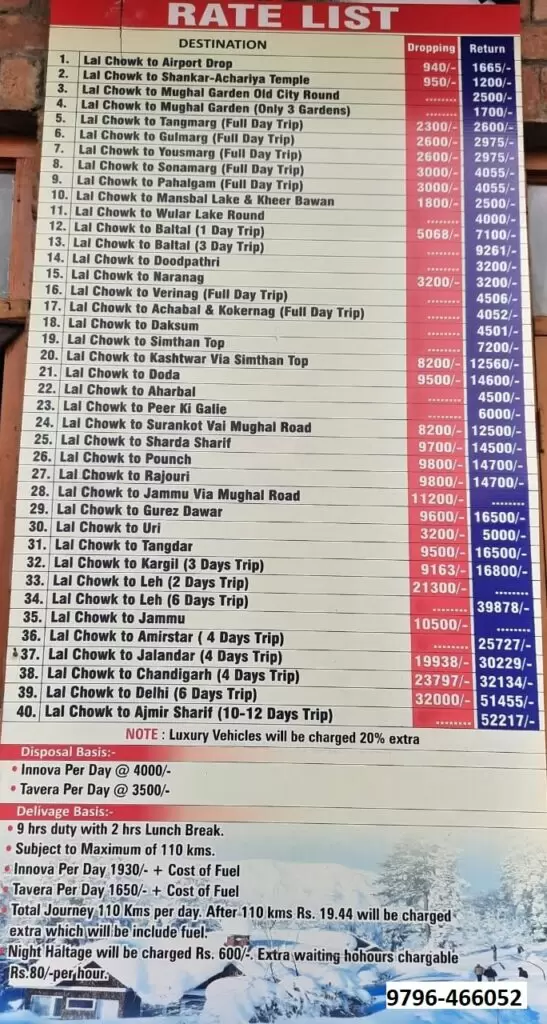 RATE LIST
DESTINATION Dropping Return
1. Lal Chowk to Airport Drop 940/- 1665/-
2. Lal Chowk to Shankar-Achariya Temple 950/- 1200/-
3. Lal Chowk to Mughal Garden Old City Round ........ 2500/-
4. Lal Chowk to Mughal Garden (Only 3 Gardens) ........ 1700/-
5. Lal Chowk to Tangmarg (Full Day Trip) 2300/- 2600/-
6. Lal Chowk to Gulmarg (Full Day Trip) 2600/- 2975/-
7. Lal Chowk to Yousmarg (Full Day Trip) 2600/- 2975/-
8. Lal Chowk to Sonamarg (Full Day Trip) 3000/- 4055/-
9. Lal Chowk to Pahalgam (Full Day Trip) 3000/- 4055/-
10. Lal Chowk to Mansbal Lake & Kheer Bawan 1800/- 2500/-
11. Lal Chowk to Wular Lake Round ........ 4000/-
12. Lal Chowk to Baltal (1 Day Trip) 5068/- 7100/-
13. Lal Chowk to Baltal (3 Day Trip) ........ 9261/-
14. Lal Chowk to Doodpathri ........ 3200/-
15. Lal Chowk to Naranag 3200/- 3200/-
16. Lal Chowk to Verinag (Full Day Trip) ........ 4506/-
17. Lal Chowk to Achabal & Kokernag (Full Day Trip) ........ 4052/-
18. Lal Chowk to Daksum ........ 4501/-
19. Lal Chowk to Simthan Top ........ 7200/-
20. Lal Chowk to Kashtwar Via Simthan Top 8200/- 12560/-
21. Lal Chowk to Doda 9500/- 14600/-
22. Lal Chowk to Aharbal ........ 4500/-
23. Lal Chowk to Peer Ki Galie ........ 6000/-
24. Lal Chowk to Surankot Vai Mughal Road 8200/- 12500/-
25. Lal Chowk to Sharda Sharif 9700/- 14500/-
26. Lal Chowk to Pounch 9800/- 14700/-
27. Lal Chowk to Rajouri 9800/- 14700/-
28. Lal Chowk to Jammu Via Mughal Road 11200/- ........
29. Lal Chowk to Gurez Dawar 9600/- 16500/-
30. Lal Chowk to Uri 3200/- 5000/-
31. Lal Chowk to Tangdar 9500/- 16500/-
32. Lal Chowk to Kargil (3 Days Trip) 9163/- 16800/-
33. Lal Chowk to Leh (2 Days Trip) 21300/- ........
34. Lal Chowk to Leh (6 Days Trip) ........ 39878/-
35. Lal Chowk to Jammu 10500/- ........
36. Lal Chowk to Amirstar ( 4 Days Trip) ........ 25727/-
37. Lal Chowk to Jalandar (4 Days Trip) 19938/- 30229/-
38. Lal Chowk to Chandigarh (4 Days Trip) 23797/- 32134/-
39. Lal Chowk to Delhi (6 Days Trip) 32000/- 51455/-
40. Lal Chowk to Ajmir Sharif (10-12 Days Trip) ........ 52217/-
NOTE : Luxury Vehicles will be charged 20% extra
Disposal Basis:-
• Innova Per Day @ 4000/-
• Tavera Per Day @ 3500/-
Delivage Basis:-
• 9 hrs duty with 2 hrs Lunch Break.
• Subject to Maximum of 110 kms.
• Innova Per Day 1930/- + Cost of Fuel
• Tavera Per Day 1650/- + Cost of Fuel
• Total Journey 110 Kms per day. After 110 kms Rs. 19.44 will be charged
extra which will be include fuel.
• Night Haltage will be charged Rs. 600/-. Extra waiting hohours chargable
Rs.80/-per hour.
9796-466052